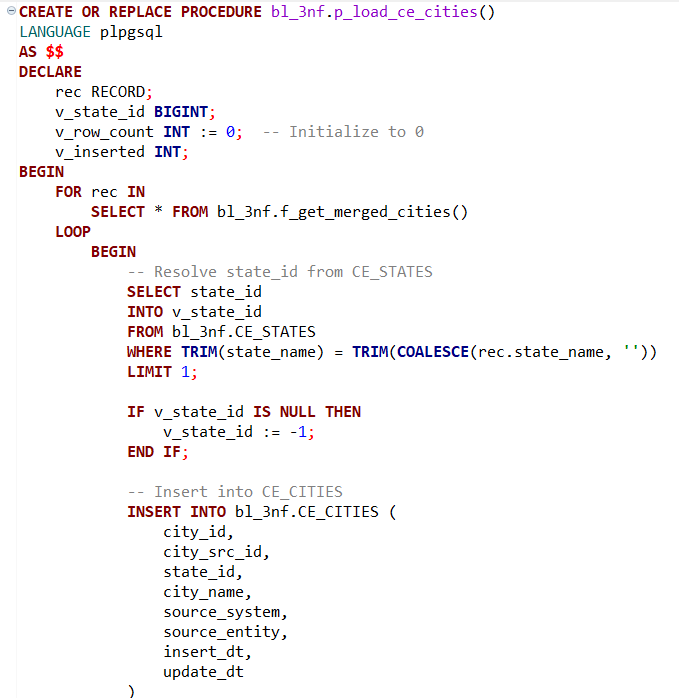 CREATE OR REPLACE PROCEDURE bl_3nf.p_load_ce_cities()
LANGUAGE plpgsql
AS $$
DECLARE
    rec RECORD;
    v_state_id BIGINT;
    v_row_count INT := 0;  -- Initialize to 0
    v_inserted INT;
BEGIN
    FOR rec IN
        SELECT * FROM bl_3nf.f_get_merged_cities()
    LOOP
        BEGIN
            -- Resolve state_id from CE_STATES
            SELECT state_id
            INTO v_state_id
            FROM bl_3nf.CE_STATES
            WHERE TRIM(state_name) = TRIM(COALESCE(rec.state_name, ''))
            LIMIT 1;

            IF v_state_id IS NULL THEN
                v_state_id := -1;
            END IF;

            -- Insert into CE_CITIES
            INSERT INTO bl_3nf.CE_CITIES (
                city_id,
                city_src_id,
                state_id,
                city_name,
                source_system,
                source_entity,
                insert_dt,
                update_dt
            )